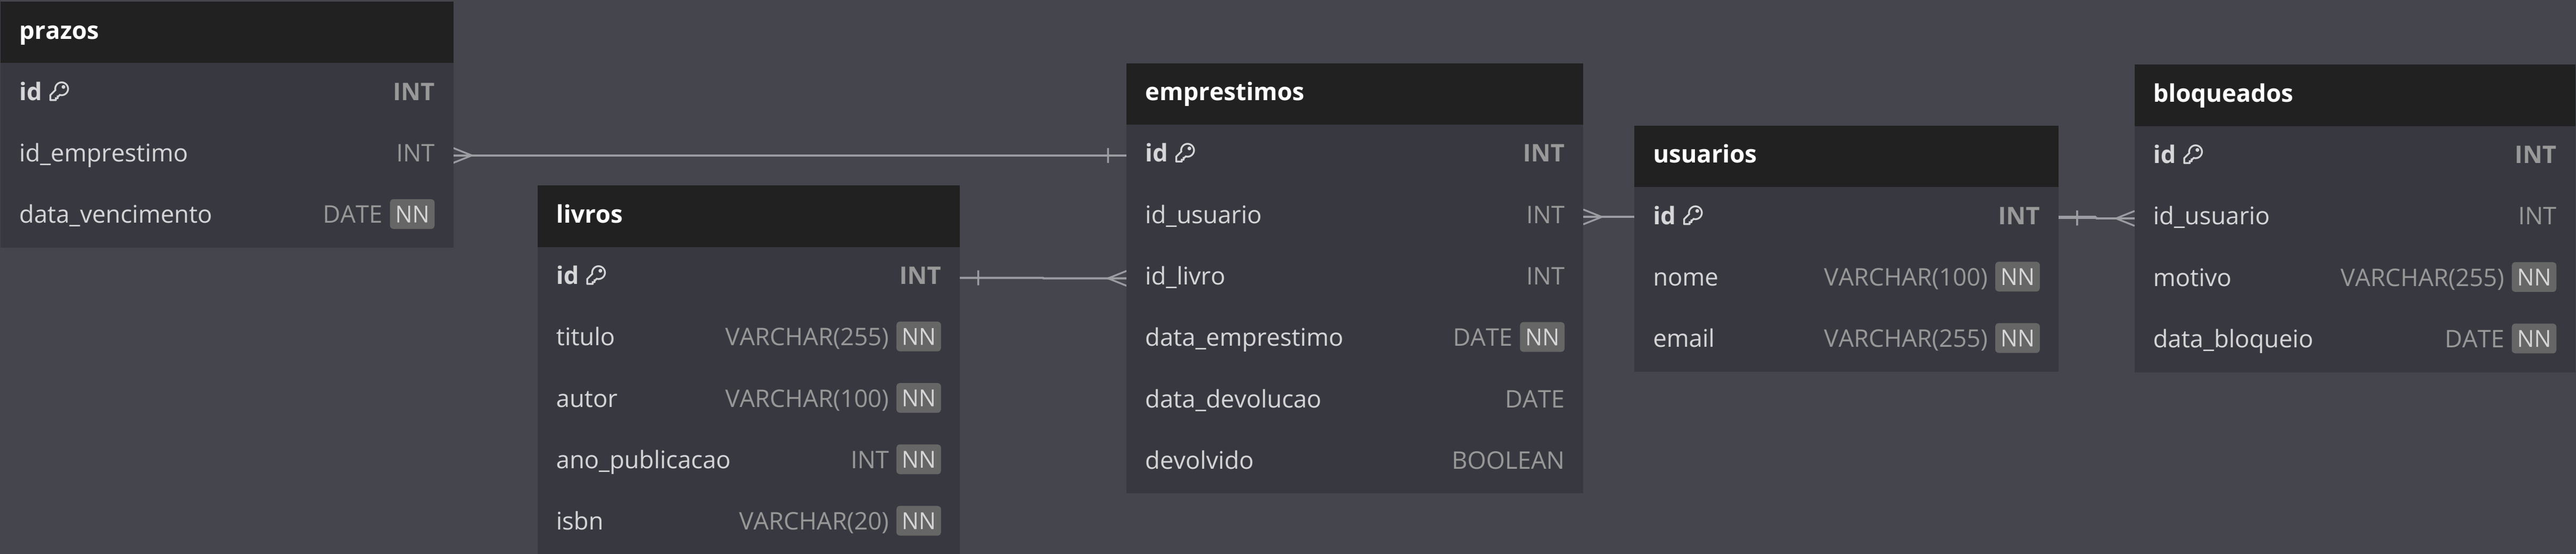 prazos
id INT
id_emprestimo INT
data_vencimento DATE NN
livros
id INT
titulo VARCHAR(255) NN
autor VARCHAR(100) NN
ano_publicacao INT NN
isbn VARCHAR(20) NN
emprestimos
id INT
id_usuario INT
id_livro INT
data_emprestimo DATE NN
data_devolucao DATE
devolvido BOOLEAN
usuarios
id INT
nome VARCHAR(100) NN
email VARCHAR(255) NN
bloqueados
id INT
id_usuario INT
motivo VARCHAR(255) NN
data_bloqueio DATE NN